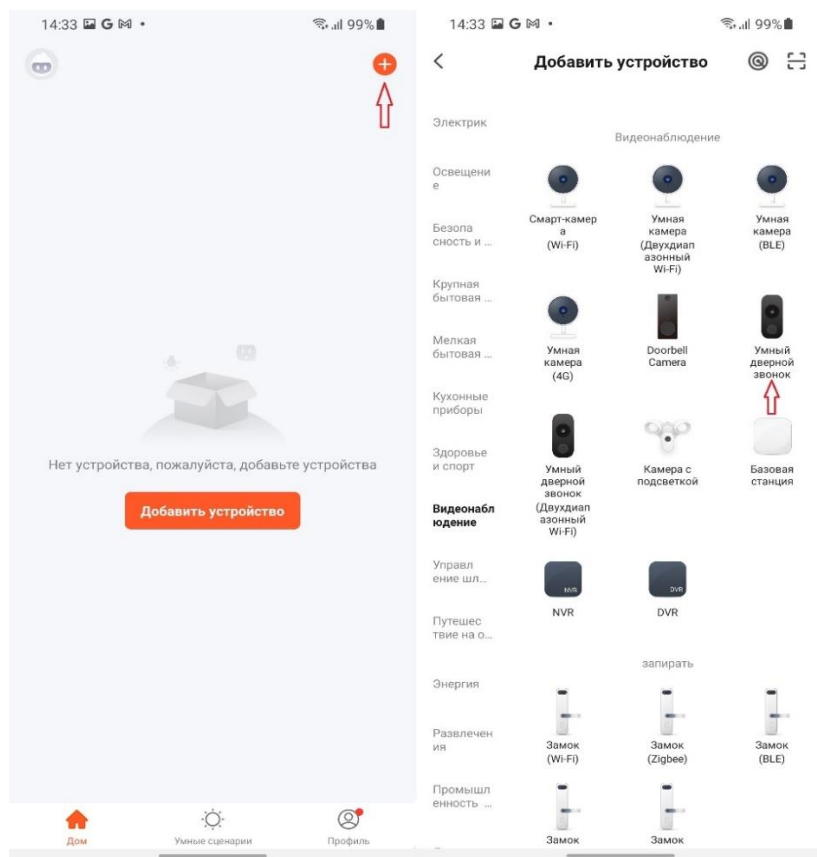 14:33 G M •
99%
Нет устройства, пожалуйста, добавьте устройства
Добавить устройство
Дом
Умные сценарии
Профиль
14:33 G M •
99%
Добавить устройство
Электрик
Освещени
е
Безопа
сность и ...
Крупная
бытовая ...
Мелкая
бытовая ...
Кухонные
приборы
Здоровье
и спорт
Видеонабл
юдение
Управл
ение шл...
Путешес
твие на о...
Энергия
Развлечен
ия
Промышл
енность ...
Видеонаблюдение
Смарт-камер
а
(Wi-Fi)
Умная
камера
(Двухдиап
азонный
Wi-Fi)
Умная
камера
(BLE)
Умная
камера
(4G)
Doorbell
Camera
Умный
дверной
звонок
Умный
дверной
звонок
(Двухдиап
азонный
Wi-Fi)
Камера с
подсветкой
Базовая
станция
NVR
NVR
DVR
DVR
запирать
Замок
(Wi-Fi)
Замок
(Zigbee)
Замок
(BLE)
Замок
Замок